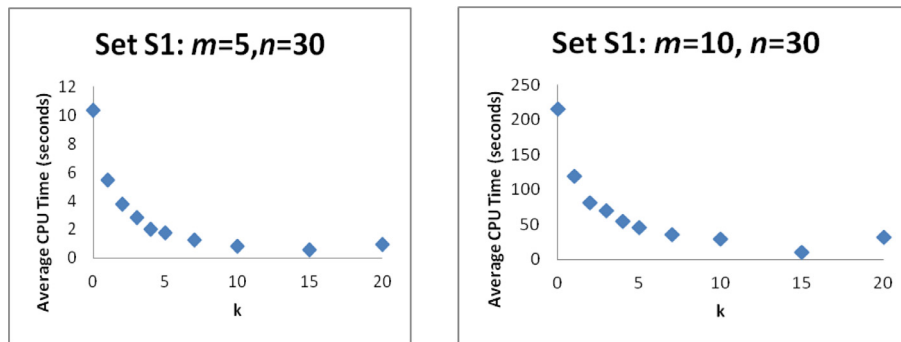 Set S1: m=5,n=30
Average CPU Time (seconds)
12
10
8
6
4
2
0
0 5 10 15 20
k
Set S1: m=10, n=30
Average CPU Time (seconds)
250
200
150
100
50
0
0 5 10 15 20
k